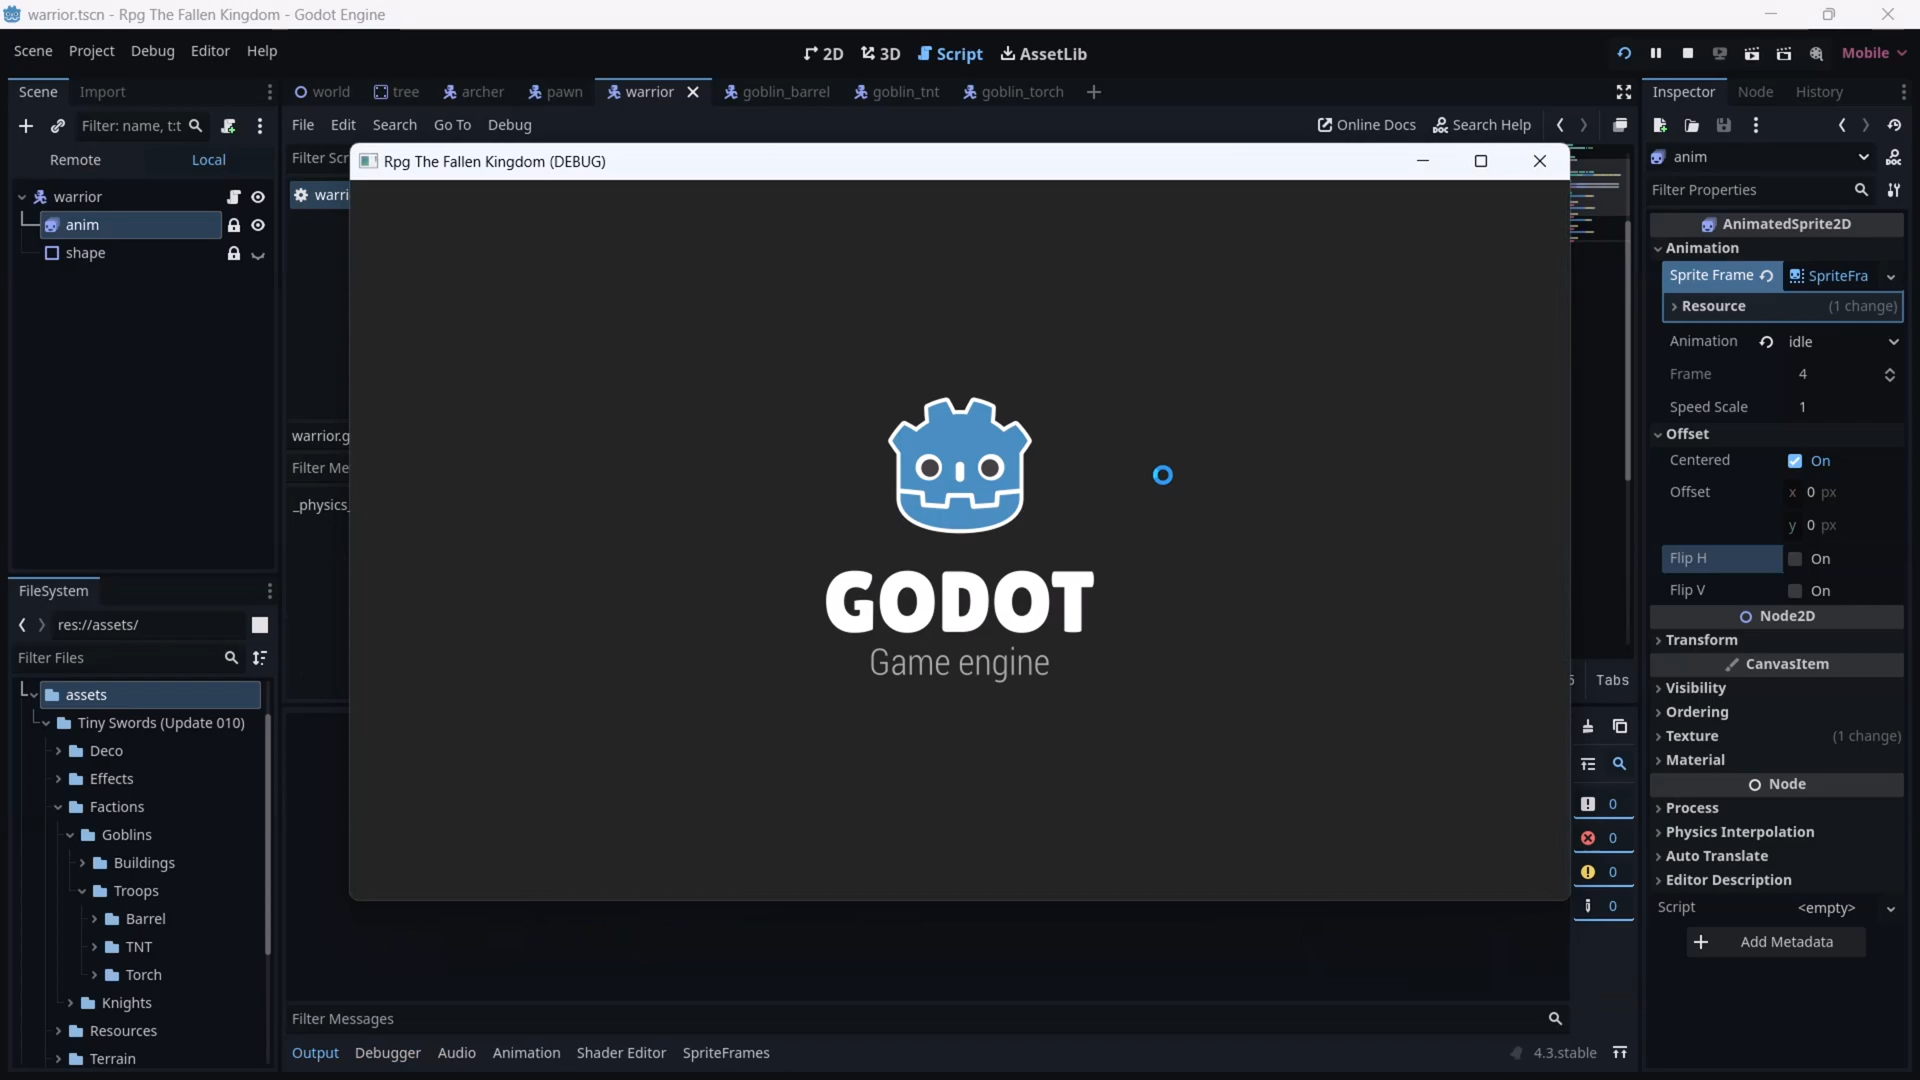 warrior.tscn - Rpg The Fallen Kingdom - Godot Engine
Scene Project Debug Editor Help
2D 3D Script AssetLib
Mobile
Scene Import
world tree archer pawn warrior goblin_barrel goblin_tnt goblin_torch
Inspector Node History
Filter: name, t:t
File Edit Search Go To Debug
Online Docs Search Help
Remote Local
Filter Scr
Rpg The Fallen Kingdom (DEBUG)
anim
Filter Properties
warrior
anim
shape
warri
warrior.g
Filter Me
_physics_
GODOT
Game engine
AnimatedSprite2D
Animation
Sprite Frame SpriteFra
Resource (1 change)
Animation idle
Frame 4
Speed Scale 1
Offset
Centered On
Offset x 0 px
y 0 px
Flip H On
Flip V On
Node2D
Transform
CanvasItem
Visibility
Ordering
Texture (1 change)
Material
Node
Process
Physics Interpolation
Auto Translate
Editor Description
Script <empty>
Add Metadata
Tabs
0
0
0
0
FileSystem
res://assets/
Filter Files
assets
Tiny Swords (Update 010)
Deco
Effects
Factions
Goblins
Buildings
Troops
Barrel
TNT
Torch
Knights
Resources
Terrain
Filter Messages
Output Debugger Audio Animation Shader Editor SpriteFrames
4.3.stable